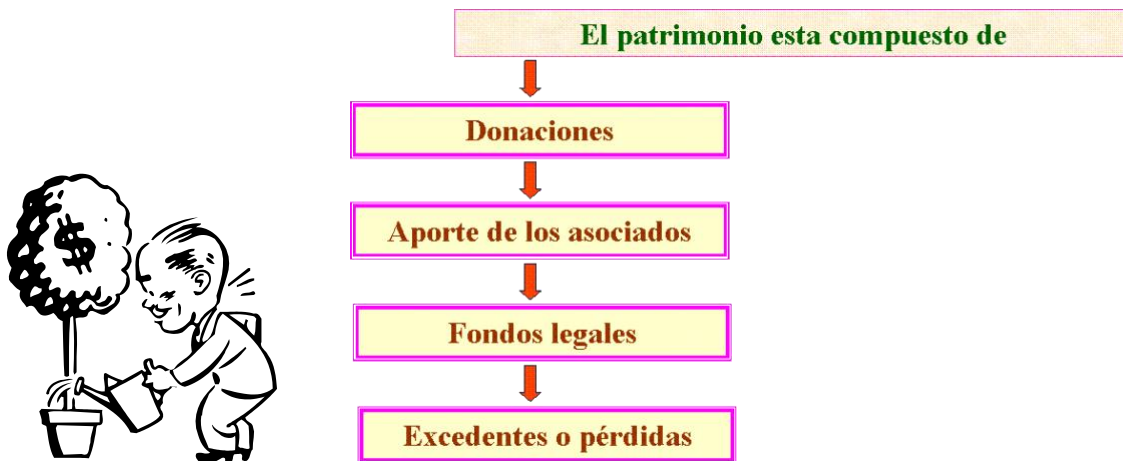 El patrimonio esta compuesto de
Donaciones
Aporte de los asociados
Fondos legales
Excedentes o pérdidas
$